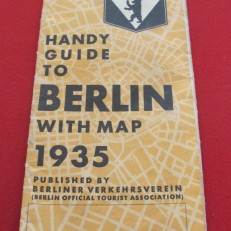 HANDY
GUIDE
TO
BERLIN
WITH MAP
1935
PUBLISHED BY
BERLINER VERKEHRSVEREIN
(BERLIN OFFICIAL TOURIST ASSOCIATION)